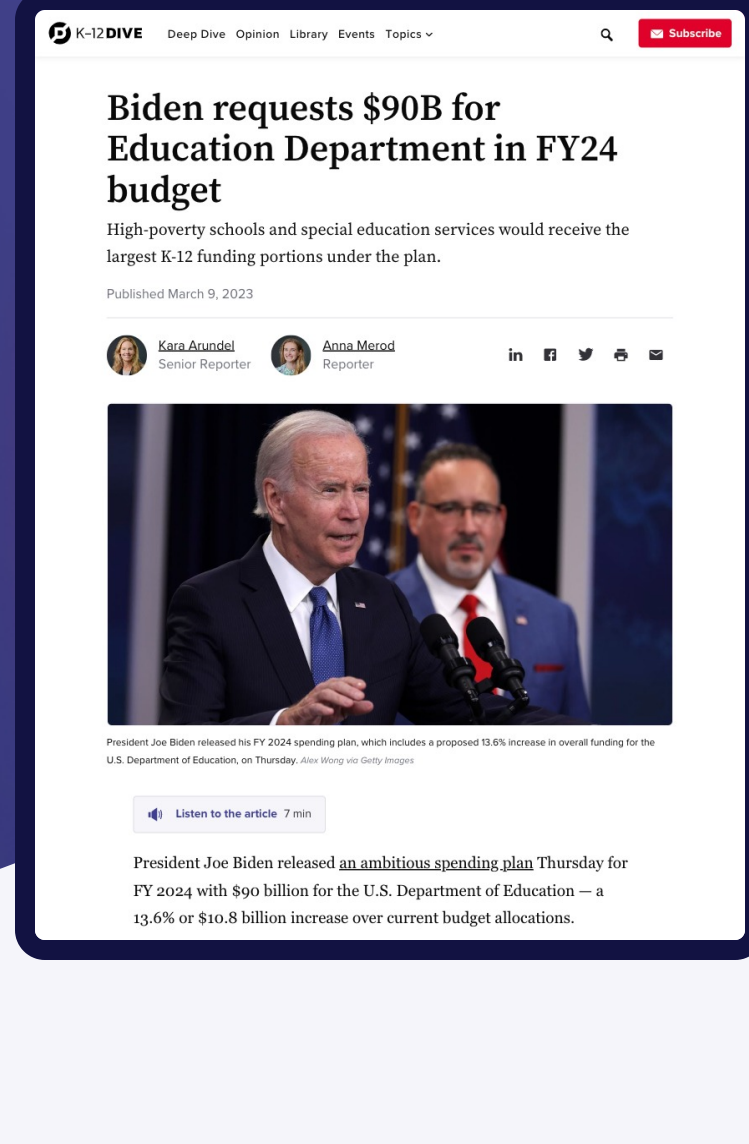 K–12 DIVE Deep Dive Opinion Library Events Topics Subscribe
Biden requests $90B for
Education Department in FY24
budget
High-poverty schools and special education services would receive the
largest K-12 funding portions under the plan.
Published March 9, 2023
Kara Arundel Anna Merod
Senior Reporter Reporter
President Joe Biden released his FY 2024 spending plan, which includes a proposed 13.6% increase in overall funding for the
U.S. Department of Education, on Thursday. Alex Wong via Getty Images
Listen to the article 7 min
President Joe Biden released an ambitious spending plan Thursday for
FY 2024 with $90 billion for the U.S. Department of Education — a
13.6% or $10.8 billion increase over current budget allocations.